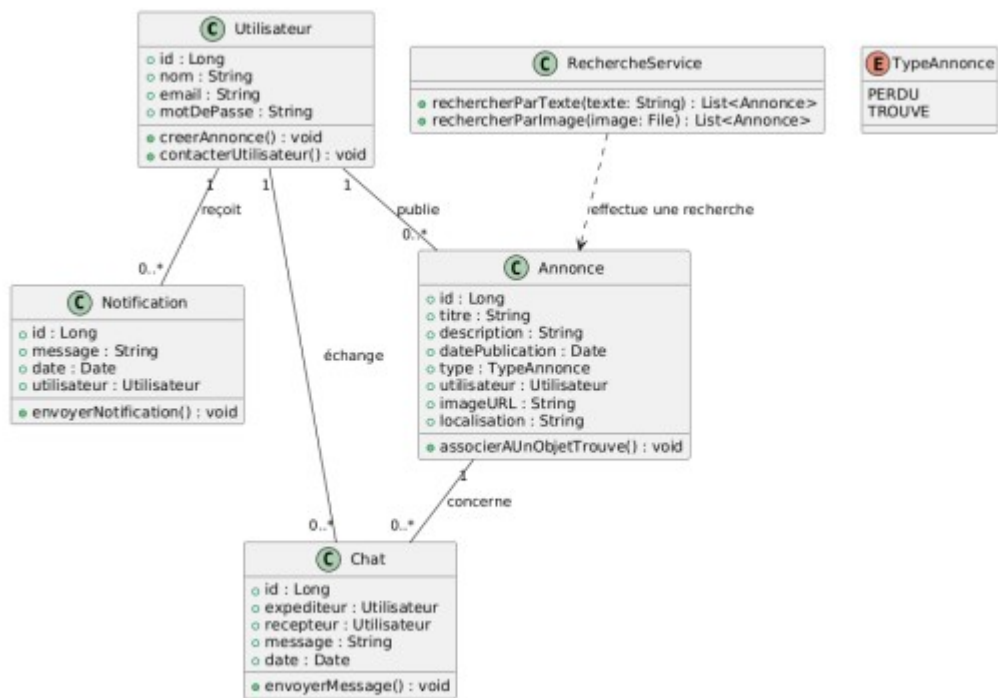 C Utilisateur
id : Long
nom : String
email : String
motDePasse : String
creerAnnonce() : void
contacterUtilisateur() : void
C RechercheService
rechercherParTexte(texte: String) : List<Annonce>
rechercherParImage(image: File) : List<Annonce>
E TypeAnnonce
PERDU
TROUVE
1
1
1
reçoit
publie
effectue une recherche
0..*
0..*
C Notification
id : Long
message : String
date : Date
utilisateur : Utilisateur
envoyerNotification() : void
échange
C Annonce
id : Long
titre : String
description : String
datePublication : Date
type : TypeAnnonce
utilisateur : Utilisateur
imageURL : String
localisation : String
associerAUnObjetTrouve() : void
1
concerne
0..*
0..*
C Chat
id : Long
expediteur : Utilisateur
recepteur : Utilisateur
message : String
date : Date
envoyerMessage() : void